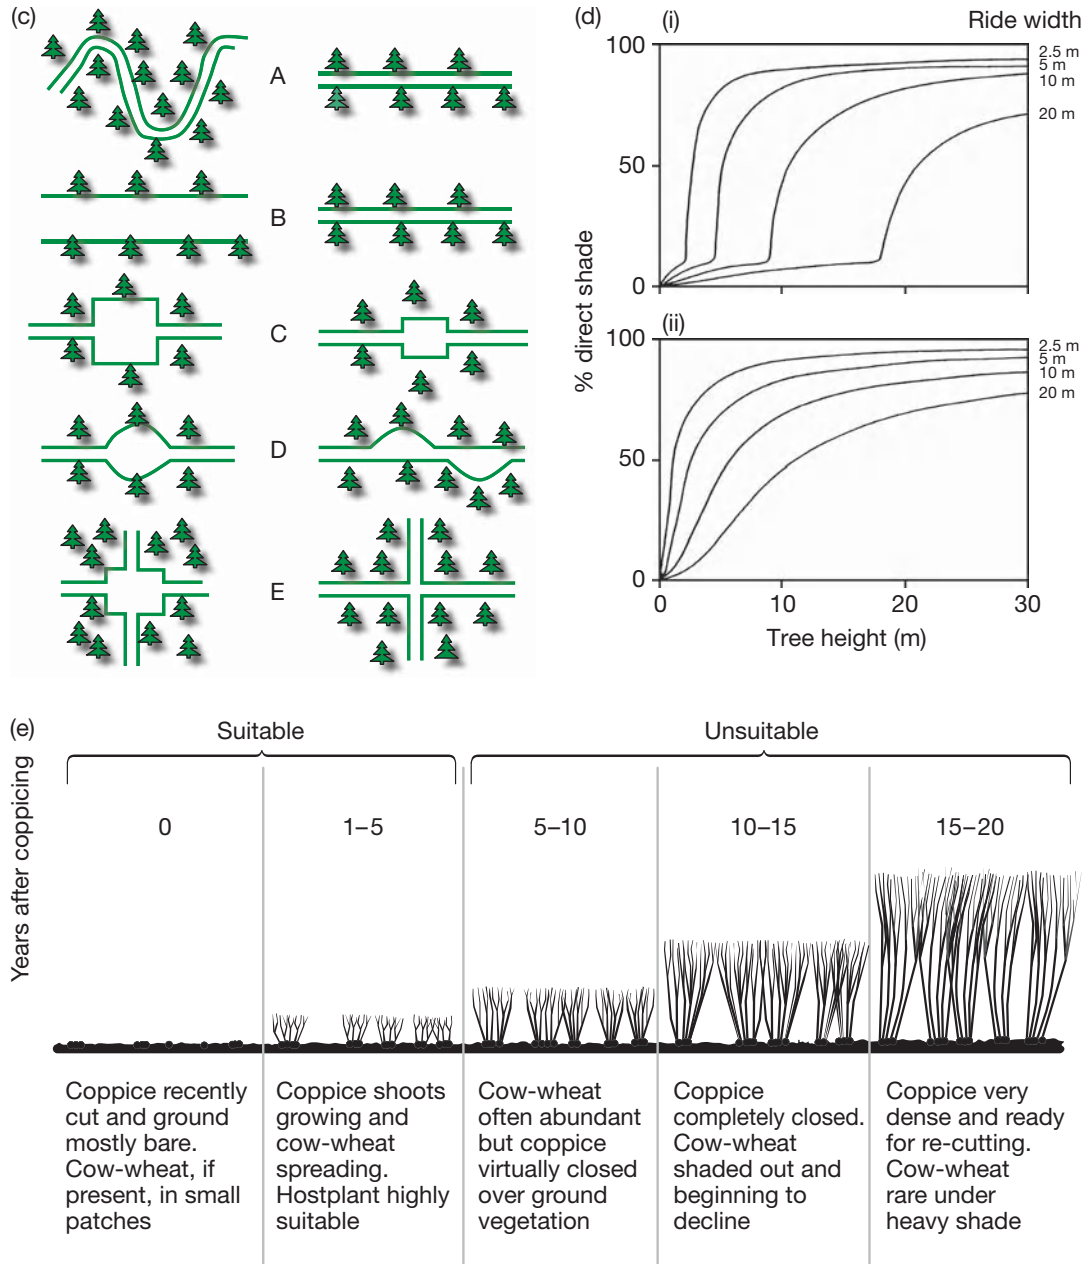 (c)
A
B
C
D
E
(d)
(i)
Ride width
100
50
0
2.5 m
5 m
10 m
20 m
% direct shade
(ii)
100
50
0
2.5 m
5 m
10 m
20 m
0
10
20
30
Tree height (m)
(e)
Suitable
Unsuitable
Years after coppicing
0
1–5
5–10
10–15
15–20
Coppice recently
cut and ground
mostly bare.
Cow-wheat, if
present, in small
patches
Coppice shoots
growing and
cow-wheat
spreading.
Hostplant highly
suitable
Cow-wheat
often abundant
but coppice
virtually closed
over ground
vegetation
Coppice
completely closed.
Cow-wheat
shaded out and
beginning to
decline
Coppice very
dense and ready
for re-cutting.
Cow-wheat
rare under
heavy shade